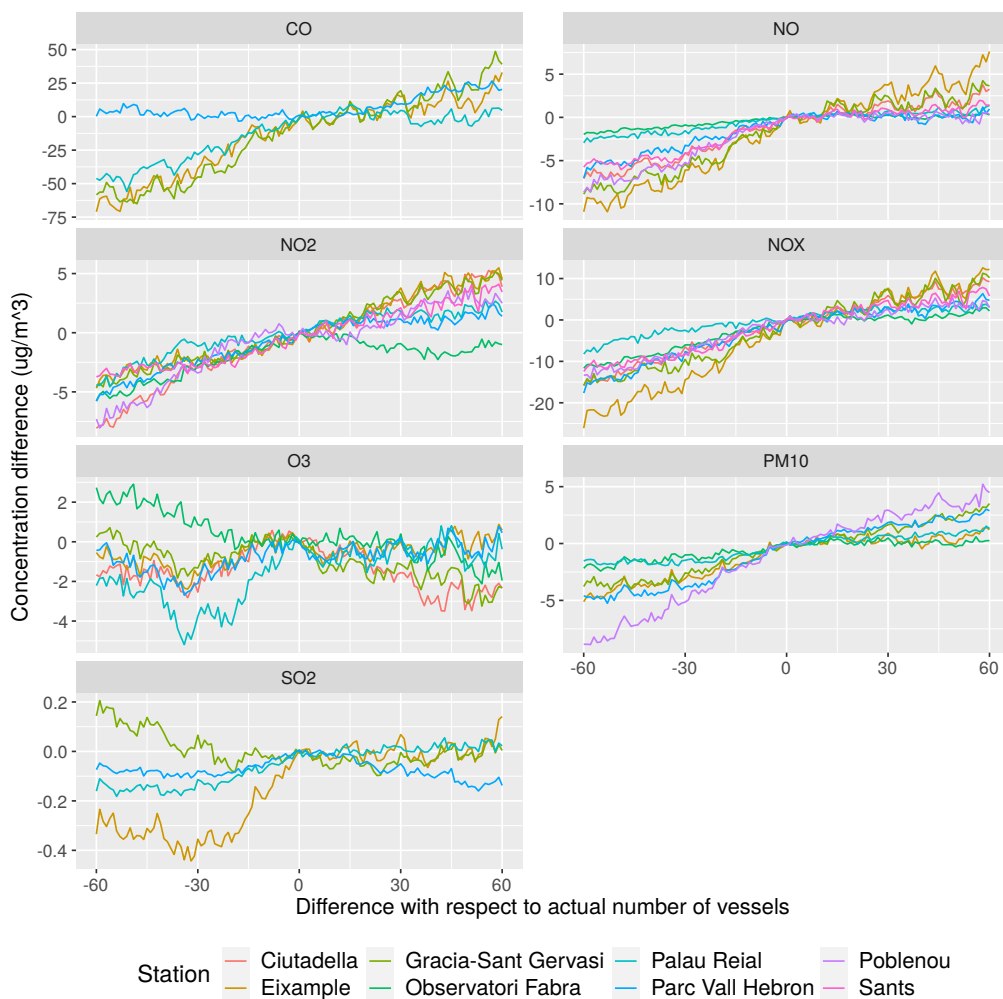 CO
NO
50
25
0
-25
-50
-75
5
0
-5
-10
NO2
NOX
5
0
-5
10
0
-10
-20
O3
PM10
2
0
-2
-4
5
0
-5
-60
-30
0
30
60
SO2
0.2
0.0
-0.2
-0.4
-60
-30
0
30
60
Concentration difference (ug/m^3)
Difference with respect to actual number of vessels
Station
Ciutadella
Gracia-Sant Gervasi
Palau Reial
Poblenou
Eixample
Observatori Fabra
Parc Vall Hebron
Sants